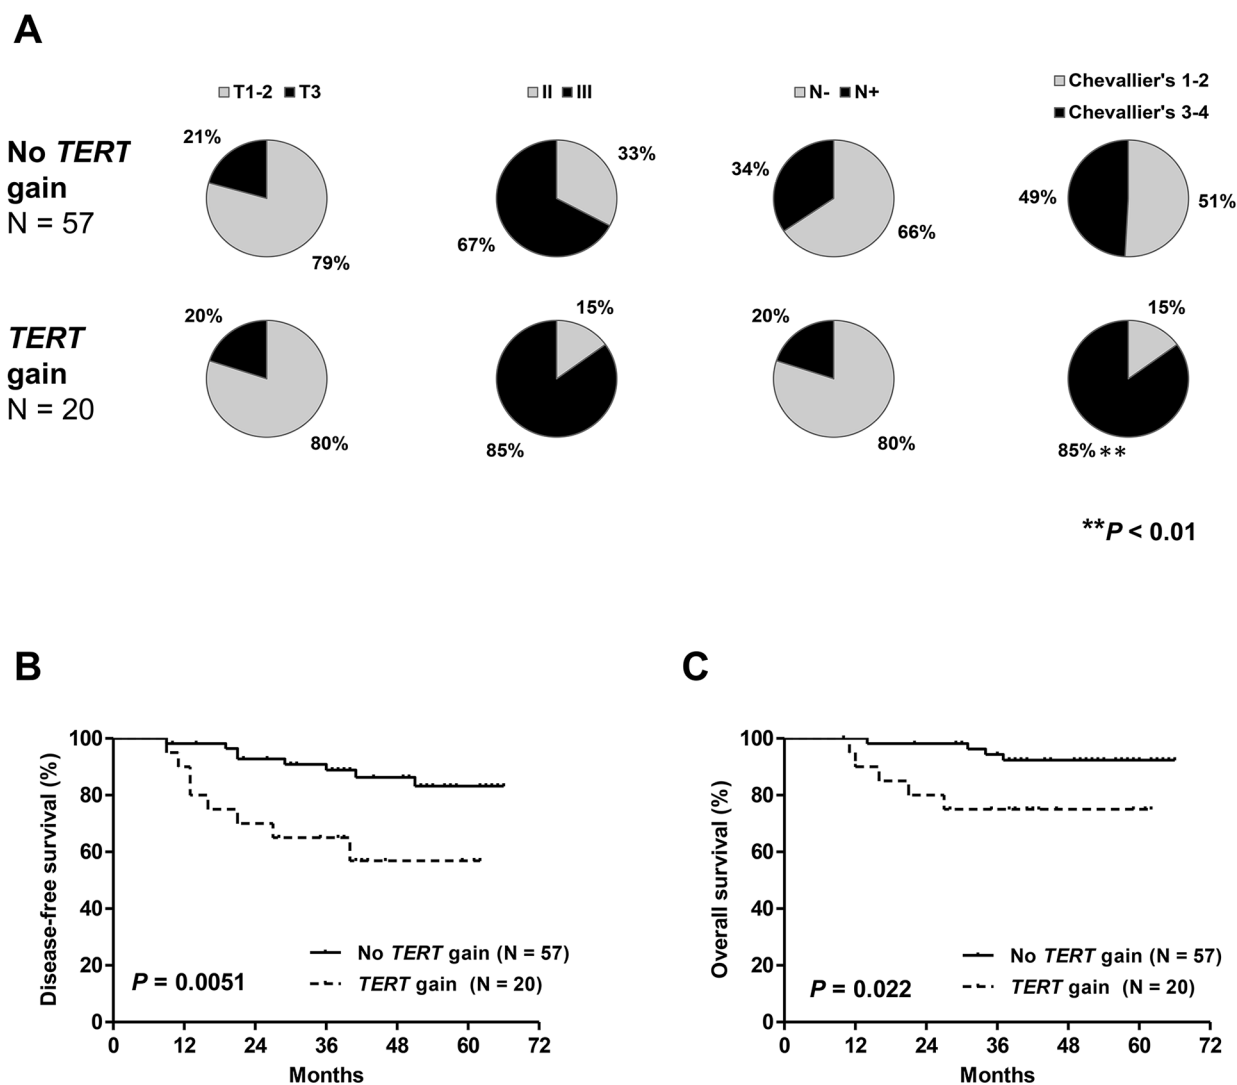 A
T1-2 T3
II III
N- N+
Chevallier's 1-2
Chevallier's 3-4
No TERT
gain
N = 57
21%
79%
33%
67%
34%
66%
49%
51%
TERT
gain
N = 20
20%
80%
15%
85%
20%
80%
15%
85%**
**P < 0.01
B
Disease-free survival (%)
100
80
60
40
20
0
No TERT gain (N = 57)
TERT gain (N = 20)
P = 0.0051
0 12 24 36 48 60 72
Months
C
Overall survival (%)
100
80
60
40
20
0
No TERT gain (N = 57)
TERT gain (N = 20)
P = 0.022
0 12 24 36 48 60 72
Months